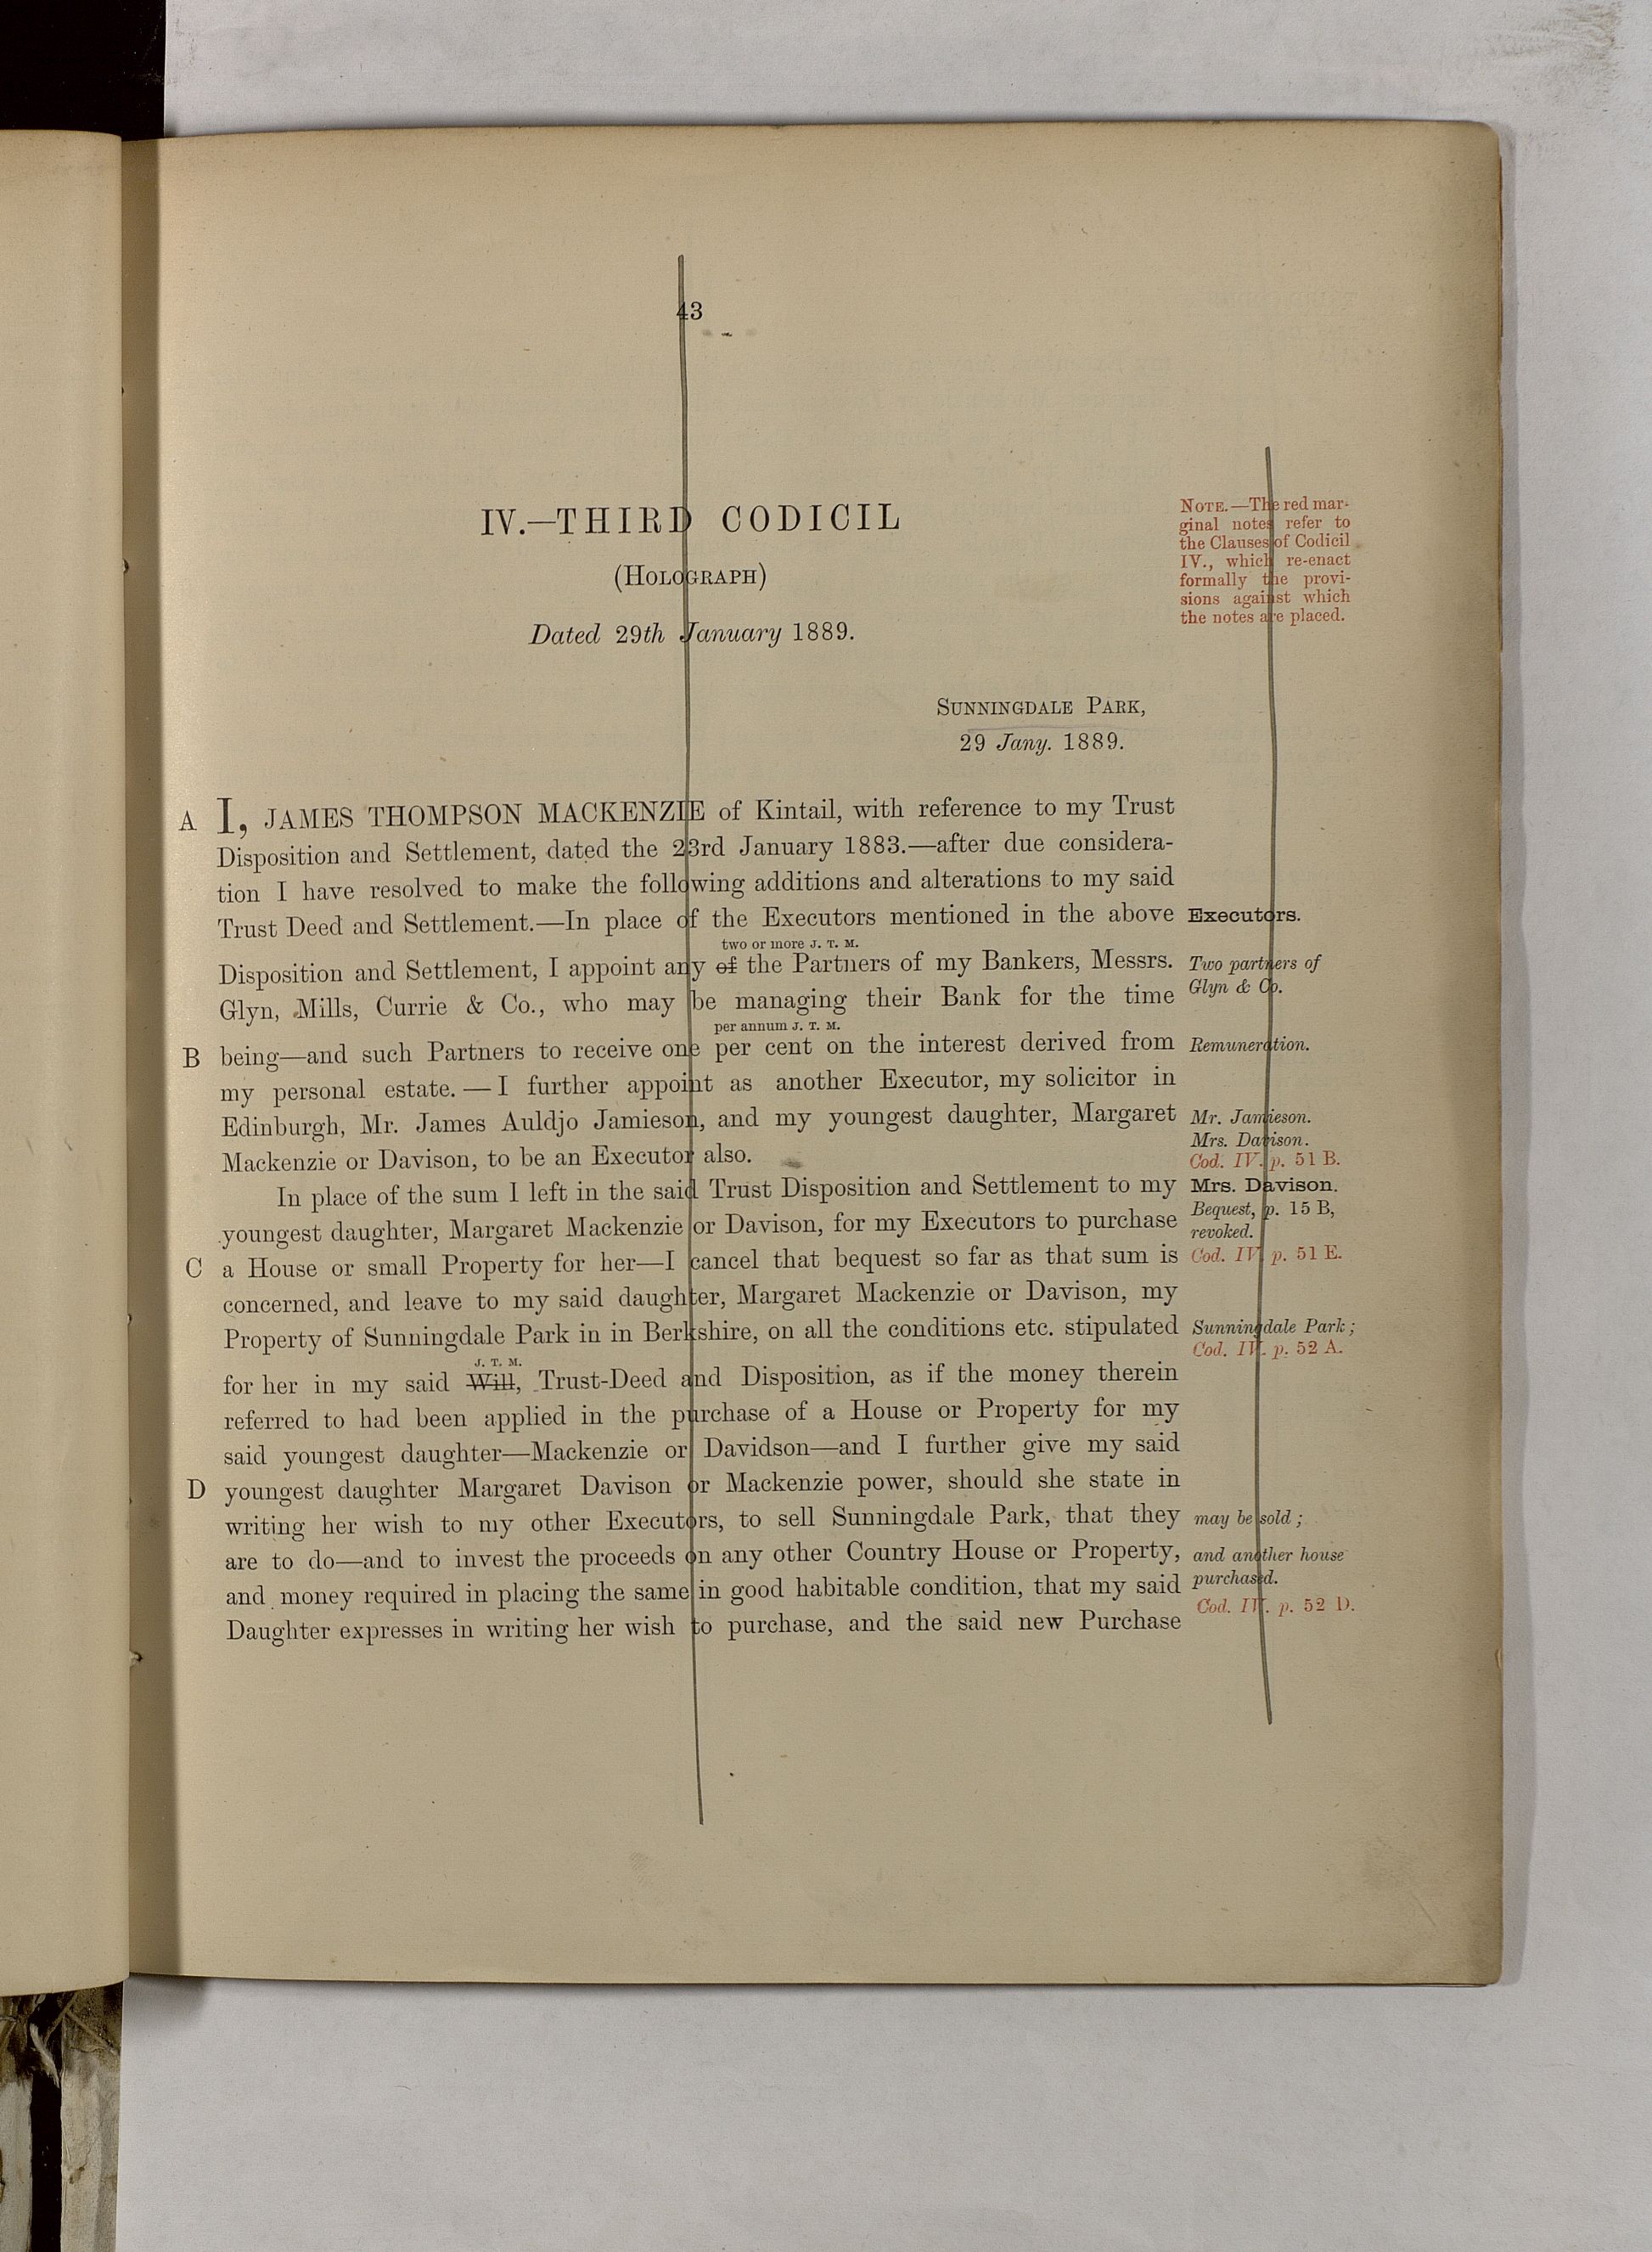 43
IV.—THIRD CODICIL
(HOLOGRAPH)
Dated 29th January 1889.
NOTE.—The red mar-
ginal notes refer to
the Clauses of Codicil
IV., which re-enact
formally the provi-
sions against which
the notes are placed.
SUNNINGDALE PARK,
29 Jany. 1889.
A I, JAMES THOMPSON MACKENZIE of Kintail, with reference to my Trust
Disposition and Settlement, dated the 23rd January 1883.—after due considera-
tion I have resolved to make the following additions and alterations to my said
Trust Deed and Settlement.—In place of the Executors mentioned in the above Executors.
two or more J. T. M.
Disposition and Settlement, I appoint any of the Partners of my Bankers, Messrs. Two partners of
Glyn, Mills, Currie & Co., who may be managing their Bank for the time Glyn & Co.
per annum J. T. M.
B being—and such Partners to receive one per cent on the interest derived from Remuneration.
my personal estate.—I further appoint as another Executor, my solicitor in
Edinburgh, Mr. James Auldjo Jamieson, and my youngest daughter, Margaret Mr. Jamieson.
Mrs. Davison.
Mackenzie or Davison, to be an Executor also. Cod. IV. p. 51 B.
In place of the sum I left in the said Trust Disposition and Settlement to my Mrs. Davison.
Bequest, p. 15 B,
youngest daughter, Margaret Mackenzie or Davison, for my Executors to purchase revoked.
C a House or small Property for her—I cancel that bequest so far as that sum is Cod. IV. p. 51 E.
concerned, and leave to my said daughter, Margaret Mackenzie or Davison, my
Property of Sunningdale Park in in Berkshire, on all the conditions etc. stipulated Sunningdale Park;
Cod. IV. p. 52 A.
J. T. M.
for her in my said Will, Trust-Deed and Disposition, as if the money therein
referred to had been applied in the purchase of a House or Property for my
said youngest daughter—Mackenzie or Davidson—and I further give my said
D youngest daughter Margaret Davison or Mackenzie power, should she state in
writing her wish to my other Executors, to sell Sunningdale Park, that they may be sold;
are to do—and to invest the proceeds on any other Country House or Property, and another house
and money required in placing the same in good habitable condition, that my said purchased.
Cod. IV. p. 52 D.
Daughter expresses in writing her wish to purchase, and the said new Purchase